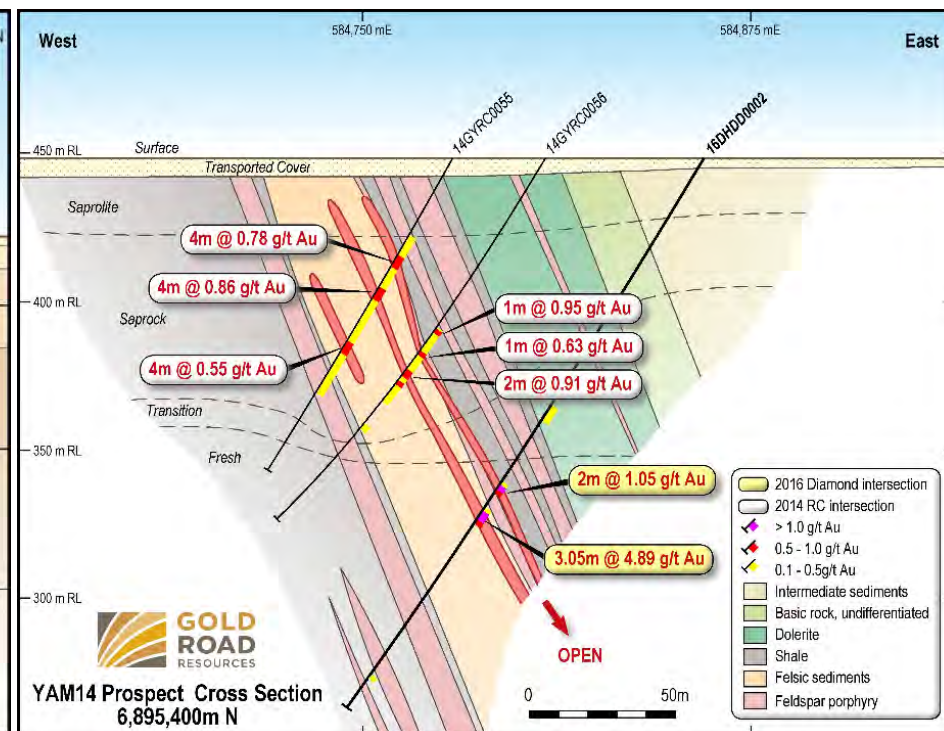 West
584,750 mE
584,875 mE
East
14GYRC0055
14GYRC0056
16DHDD0002
450 m RL
Surface
Transported Cover
Saprolite
4m @ 0.78 g/t Au
4m @ 0.86 g/t Au
400 m RL
1m @ 0.95 g/t Au
Saprock
1m @ 0.63 g/t Au
4m @ 0.55 g/t Au
2m @ 0.91 g/t Au
Transition
350 m RL
Fresh
2m @ 1.05 g/t Au
3.05m @ 4.89 g/t Au
300 m RL
OPEN
2016 Diamond intersection
2014 RC intersection
> 1.0 g/t Au
0.5 - 1.0 g/t Au
0.1 - 0.5g/t Au
Intermediate sediments
Basic rock, undifferentiated
Dolerite
Shale
Felsic sediments
Feldspar porphyry
GOLD
ROAD
RESOURCES
YAM14 Prospect Cross Section
6,895,400m N
0 50m